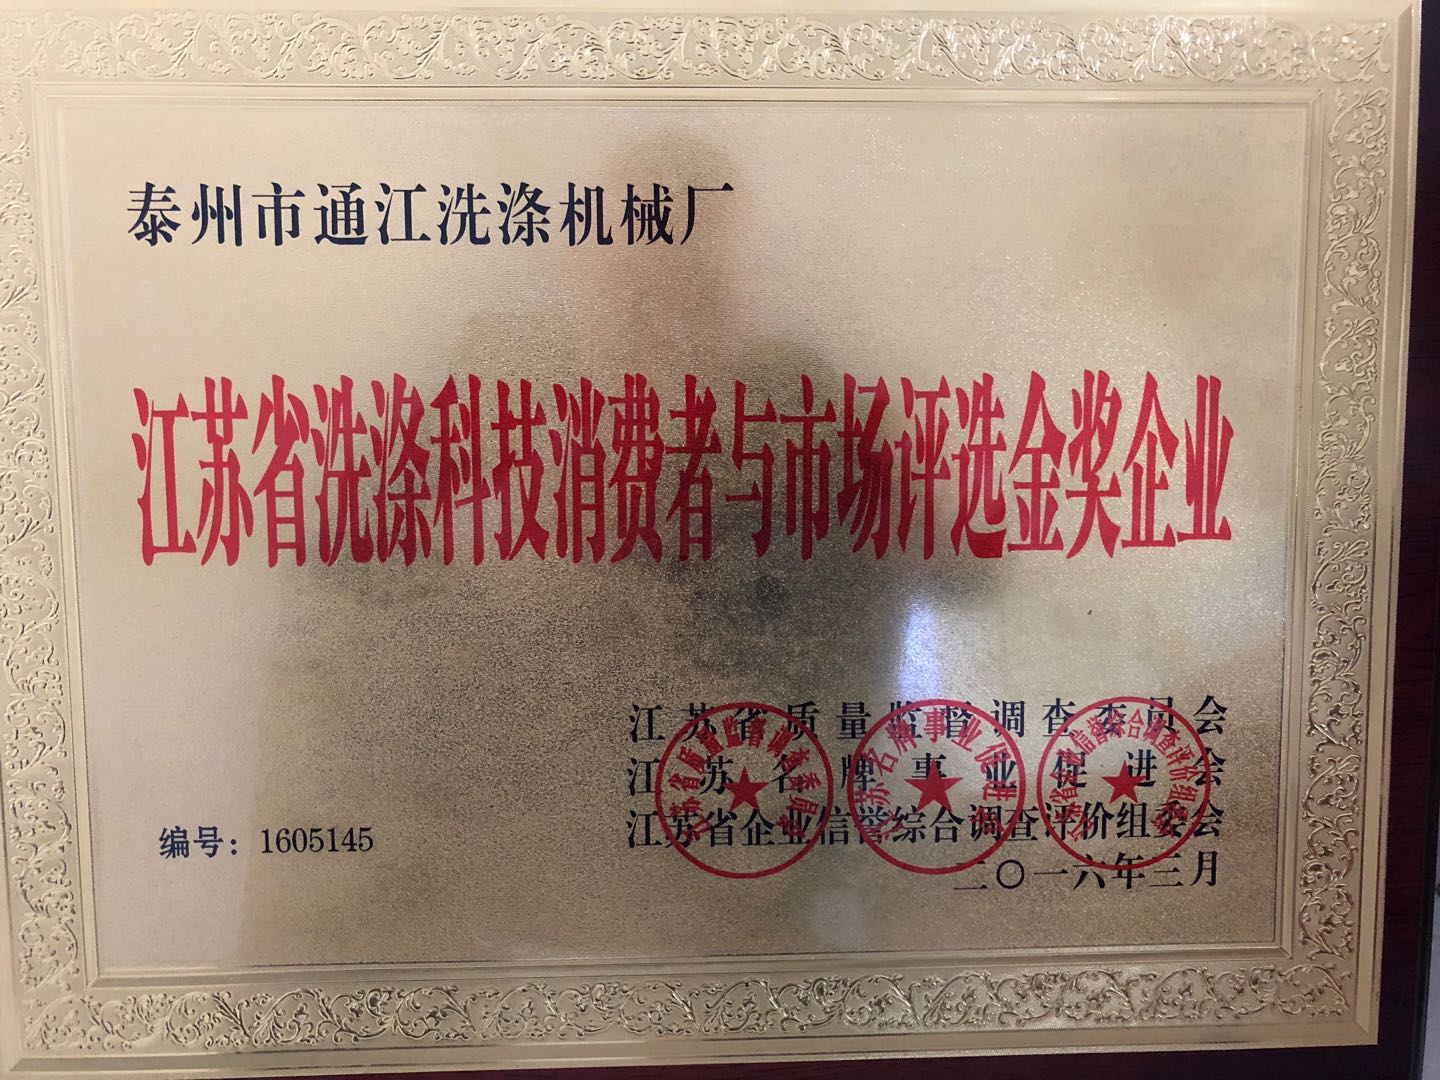 泰州市通江洗涤机械厂
江苏省洗涤科技消费者与市场评选金奖企业
江苏省质量监督调查委员会
江苏名牌事业促进会
江苏省企业信誉综合调查评价组委会
二〇一六年三月
编号：1605145